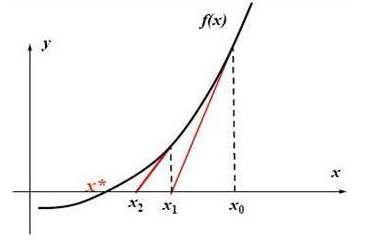 f(x)
y
x
x*
x₂ x₁ x₀